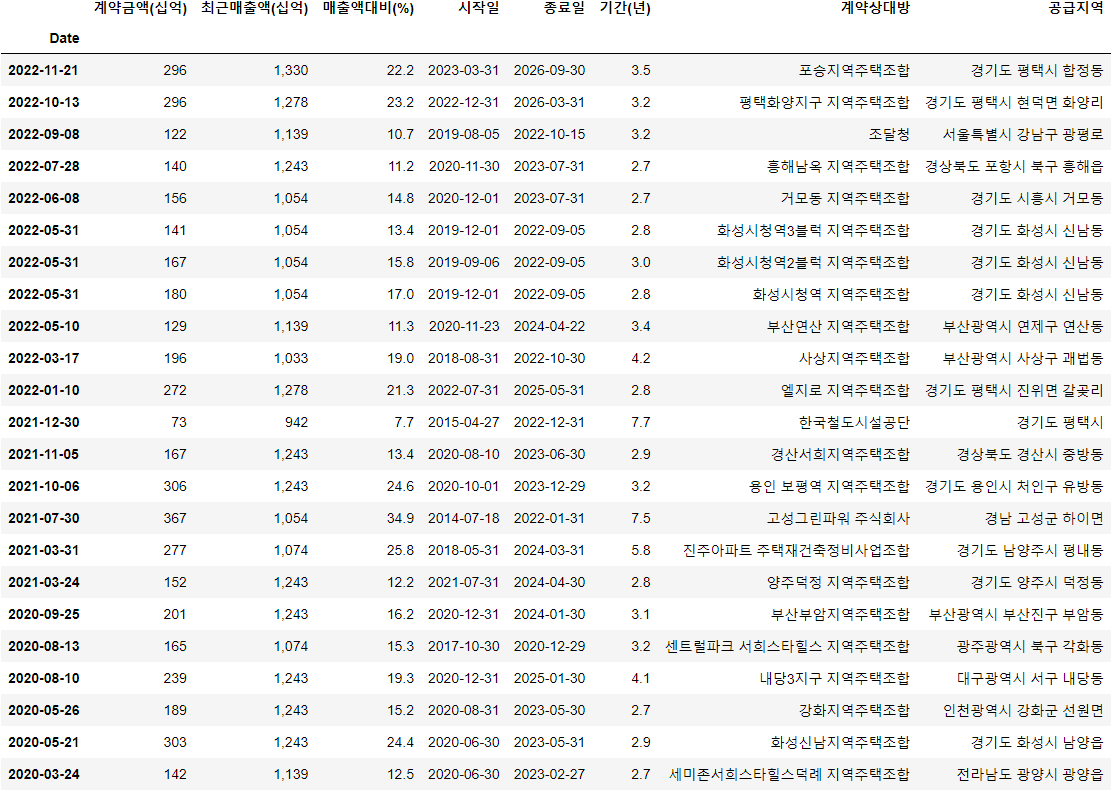 계약금액(십억) 최근매출액(십억) 매출액대비(%) 시작일 종료일 기간(년) 계약상대방 공급지역
Date
2022-11-21 296 1,330 22.2 2023-03-31 2026-09-30 3.5 포승지역주택조합 경기도 평택시 합정동
2022-10-13 296 1,278 23.2 2022-12-31 2026-03-31 3.2 평택화양지구 지역주택조합 경기도 평택시 현덕면 화양리
2022-09-08 122 1,139 10.7 2019-08-05 2022-10-15 3.2 조달청 서울특별시 강남구 광평로
2022-07-28 140 1,243 11.2 2020-11-30 2023-07-31 2.7 흥해남옥 지역주택조합 경상북도 포항시 북구 흥해읍
2022-06-08 156 1,054 14.8 2020-12-01 2023-07-31 2.7 거모동 지역주택조합 경기도 시흥시 거모동
2022-05-31 141 1,054 13.4 2019-12-01 2022-09-05 2.8 화성시청역3블럭 지역주택조합 경기도 화성시 신남동
2022-05-31 167 1,054 15.8 2019-09-06 2022-09-05 3.0 화성시청역2블럭 지역주택조합 경기도 화성시 신남동
2022-05-31 180 1,054 17.0 2019-12-01 2022-09-05 2.8 화성시청역 지역주택조합 경기도 화성시 신남동
2022-05-10 129 1,139 11.3 2020-11-23 2024-04-22 3.4 부산연산 지역주택조합 부산광역시 연제구 연산동
2022-03-17 196 1,033 19.0 2018-08-31 2022-10-30 4.2 사상지역주택조합 부산광역시 사상구 괘법동
2022-01-10 272 1,278 21.3 2022-07-31 2025-05-31 2.8 엘지로 지역주택조합 경기도 평택시 진위면 갈곶리
2021-12-30 73 942 7.7 2015-04-27 2022-12-31 7.7 한국철도시설공단 경기도 평택시
2021-11-05 167 1,243 13.4 2020-08-10 2023-06-30 2.9 경산서희지역주택조합 경상북도 경산시 중방동
2021-10-06 306 1,243 24.6 2020-10-01 2023-12-29 3.2 용인 보평역 지역주택조합 경기도 용인시 처인구 유방동
2021-07-30 367 1,054 34.9 2014-07-18 2022-01-31 7.5 고성그린파워 주식회사 경남 고성군 하이면
2021-03-31 277 1,074 25.8 2018-05-31 2024-03-31 5.8 진주아파트 주택재건축정비사업조합 경기도 남양주시 평내동
2021-03-24 152 1,243 12.2 2021-07-31 2024-04-30 2.8 양주덕정 지역주택조합 경기도 양주시 덕정동
2020-09-25 201 1,243 16.2 2020-12-31 2024-01-30 3.1 부산부암지역주택조합 부산광역시 부산진구 부암동
2020-08-13 165 1,074 15.3 2017-10-30 2020-12-29 3.2 센트럴파크 서희스타힐스 지역주택조합 광주광역시 북구 각화동
2020-08-10 239 1,243 19.3 2020-12-31 2025-01-30 4.1 내당3지구 지역주택조합 대구광역시 서구 내당동
2020-05-26 189 1,243 15.2 2020-08-31 2023-05-30 2.7 강화지역주택조합 인천광역시 강화군 선원면
2020-05-21 303 1,243 24.4 2020-06-30 2023-05-31 2.9 화성신남지역주택조합 경기도 화성시 남양읍
2020-03-24 142 1,139 12.5 2020-06-30 2023-02-27 2.7 세미존서희스타힐스덕례 지역주택조합 전라남도 광양시 광양읍